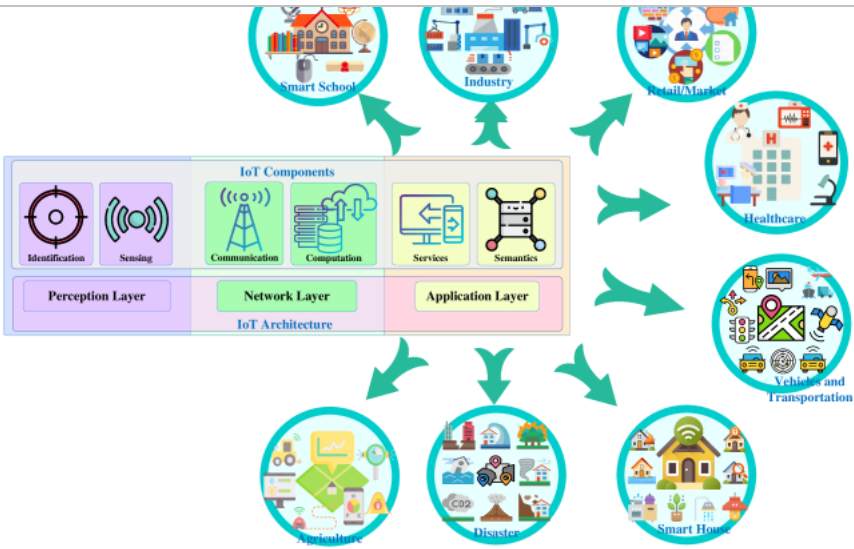 Smart School
Industry
Retail/Market
Healthcare
IoT Components
Identification
Sensing
Communication
Computation
Services
Semantics
Perception Layer
Network Layer
Application Layer
IoT Architecture
Vehicles and
Transportation
CO2
Agriculture
Disaster
Smart House